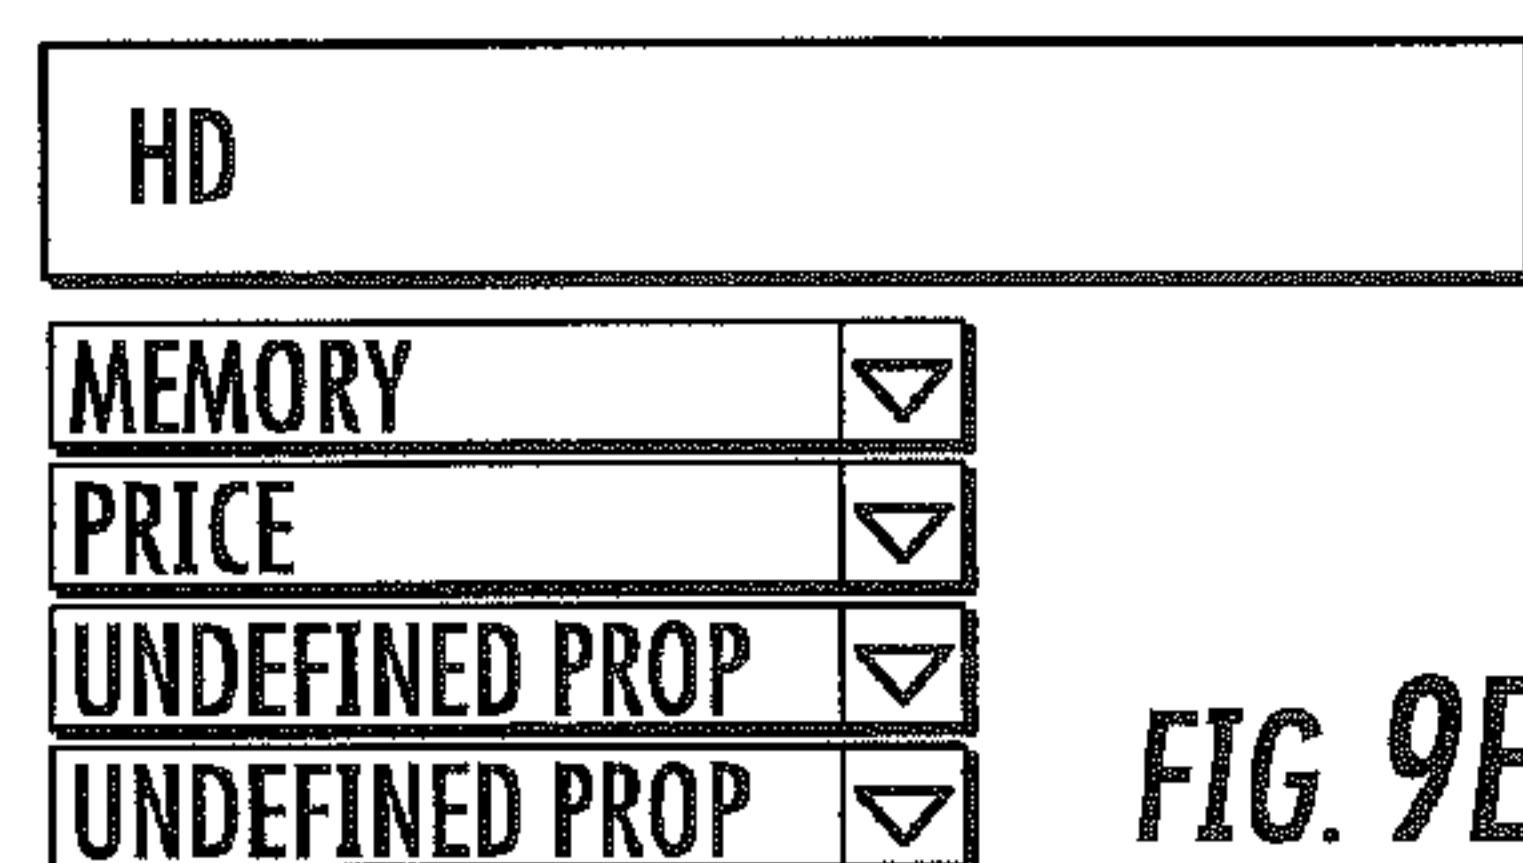 HD
MEMORY
PRICE
UNDEFINED PROP
UNDEFINED PROP
FIG. 9E